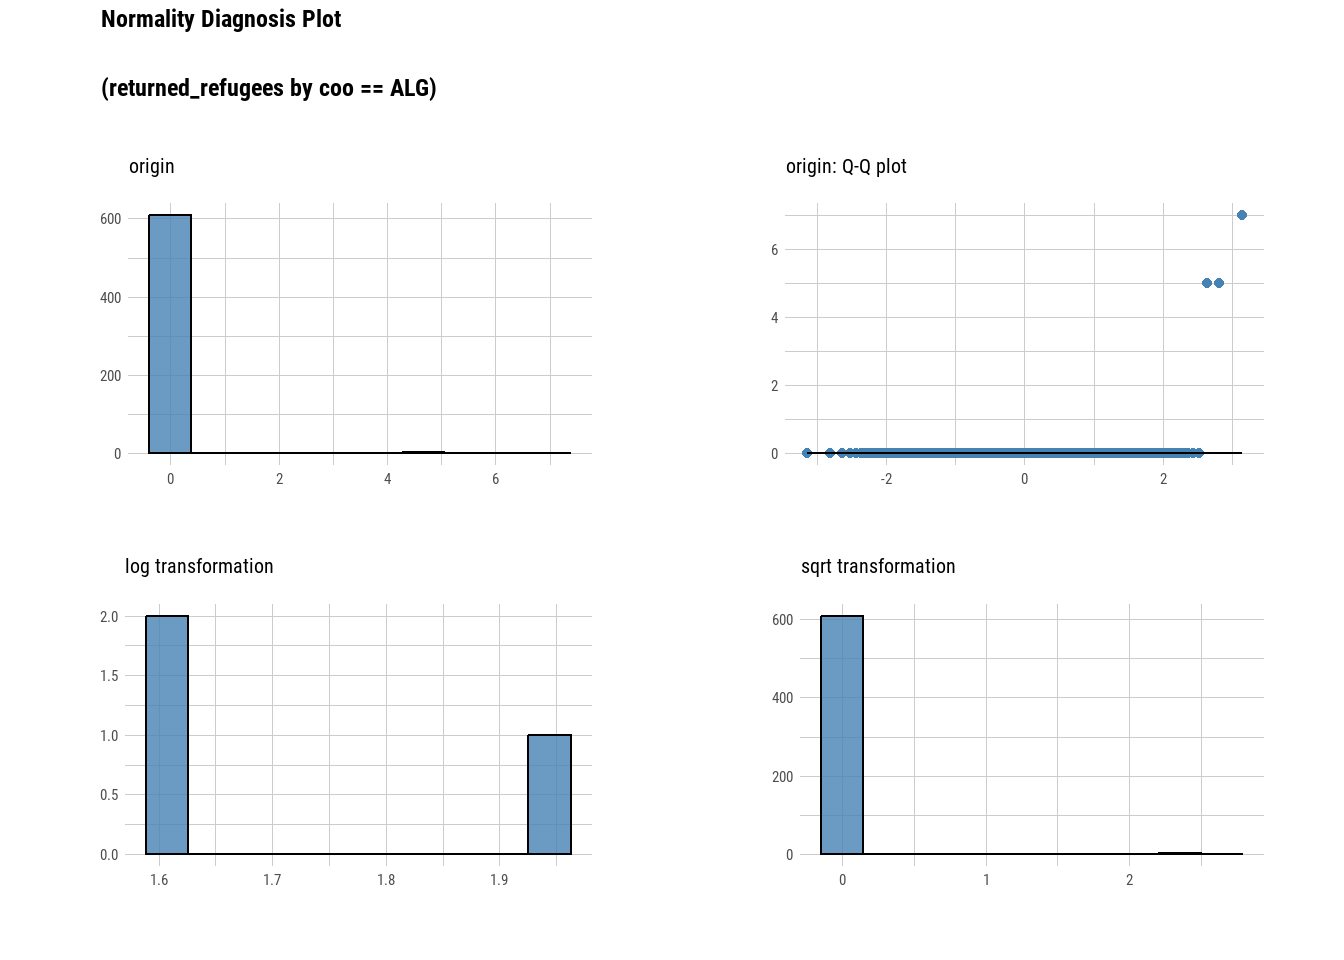 Normality Diagnosis Plot
(returned_refugees by coo == ALG)
origin
600
400
200
0
0 2 4 6
origin: Q-Q plot
6
4
2
0
-2 0 2
log transformation
2.0
1.5
1.0
0.5
0.0
1.6 1.7 1.8 1.9
sqrt transformation
600
400
200
0
0 1 2